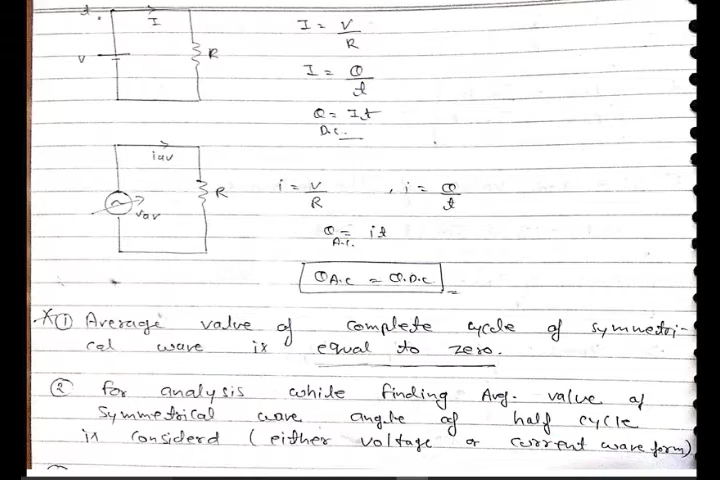 t.
I
I = V/R
V
R
I = Q/t
Q = It
D.C.
iav
R
i = V/R , i = Q/t
vav
Q = it
A.C.
QA.C = Q.D.C
*① Average value of complete cycle of symmetri-
cal wave is equal to zero.
② for analysis while finding Avg. value of
Symmetrical wave angle of half cycle
is considerd (either voltage or current wave form)